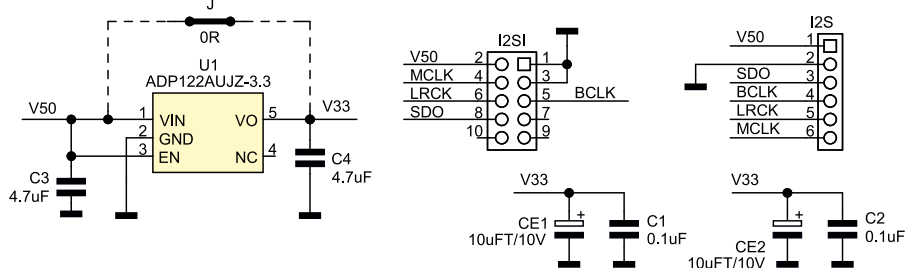 J
0R
U1
ADP122AUJZ-3.3
V50
1 VIN
2 GND
3 EN
VO 5
NC 4
V33
C3
4.7uF
C4
4.7uF
I2SI
V50 2 1
MCLK 4 3
LRCK 6 5 BCLK
SDO 8 7
10 9
I2S
V50 1
2
SDO 3
BCLK 4
LRCK 5
MCLK 6
V33
+
CE1
10uFT/10V
C1
0.1uF
V33
+
CE2
10uFT/10V
C2
0.1uF